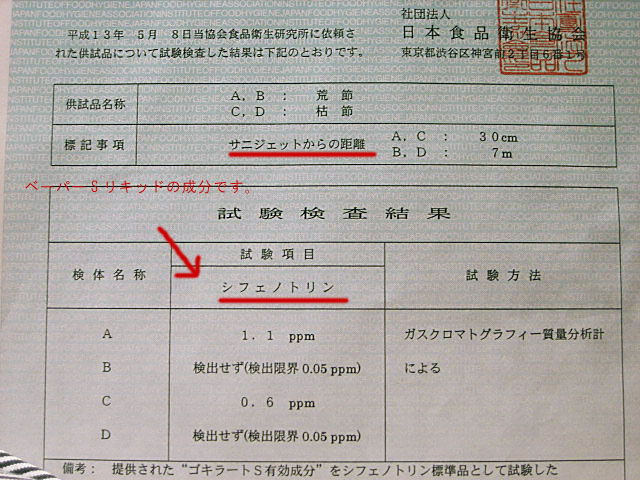 平成13年 5月 8日当協会食品衛生研究所に依頼さ
れた供試品について試験検査した結果は下記のとおりです。
社団法人
日本食品衛生協会
東京都渋谷区神宮前2丁目6番1号
供試品名称
A，B ： 荒節
C，D ： 枯節
標記事項
サニジェットからの距離
A，C ： 30cm
B，D ： 7m
ベーパーSリキッドの成分です。
試験検査結果
検体名称
試験項目
試験方法
シフェノトリン
A 1．1 ppm ガスクロマトグラフィー質量分析計
B 検出せず(検出限界 0.05 ppm) による
C 0．6 ppm
D 検出せず(検出限界 0.05 ppm)
備考： 提供された“ゴキラートS有効成分”をシフェノトリン標準品として試験した